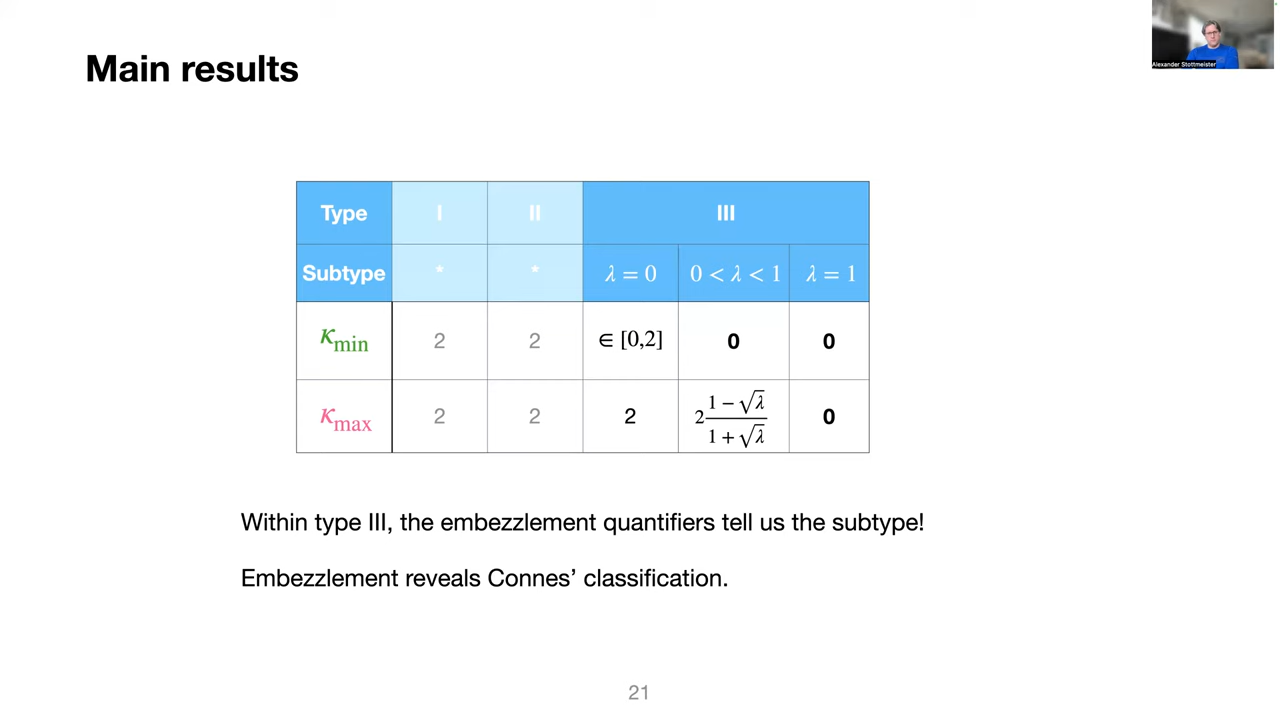 Alexander Stottmeister
Main results
Type I II III
Subtype * * λ = 0 0 < λ < 1 λ = 1
κmin 2 2 ∈ [0,2] 0 0
κmax 2 2 2 2 (1 − √λ)/(1 + √λ) 0
Within type III, the embezzlement quantifiers tell us the subtype!
Embezzlement reveals Connes’ classification.
21